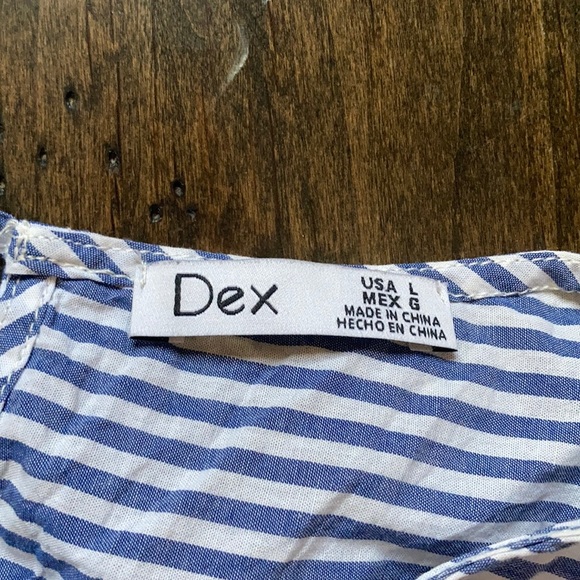 Dex
USA L
MEX G
MADE IN CHINA
HECHO EN CHINA